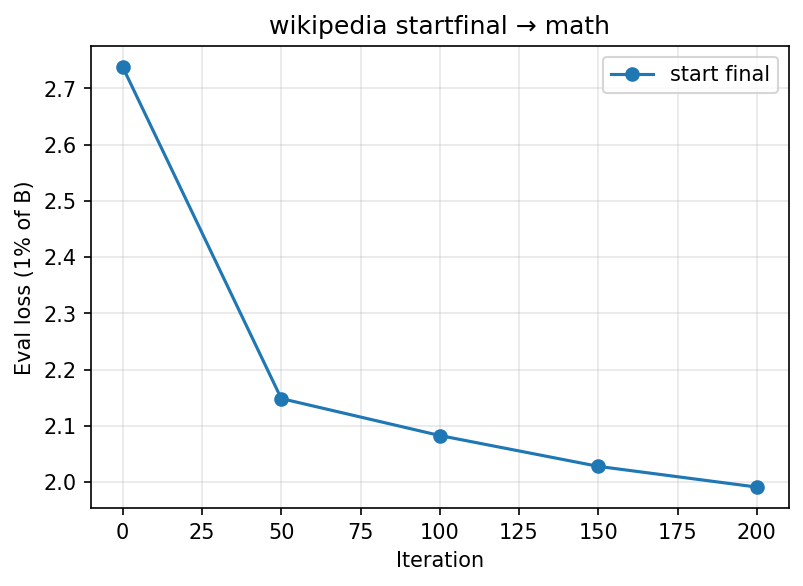 wikipedia startfinal → math
start final
Eval loss (1% of B)
2.7
2.6
2.5
2.4
2.3
2.2
2.1
2.0
0 25 50 75 100 125 150 175 200
Iteration